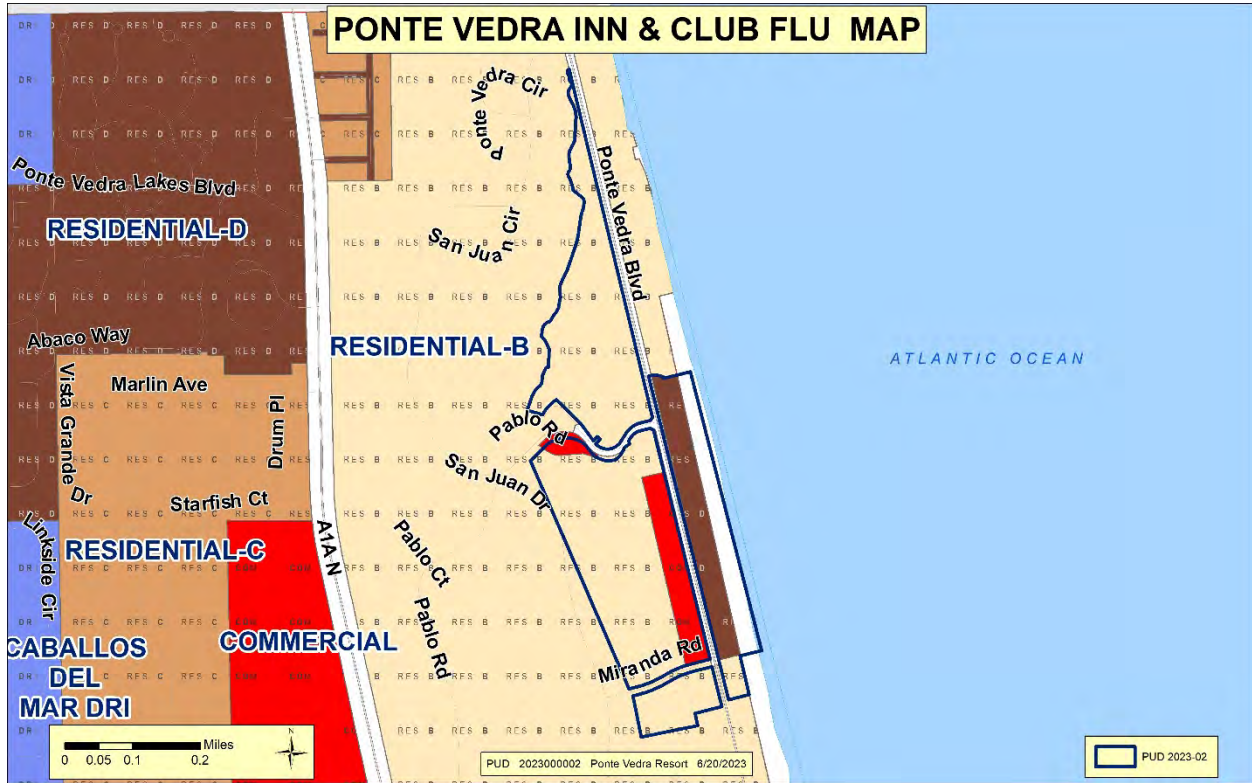 PONTE VEDRA INN & CLUB FLU MAP
Ponte Vedra Cir
Ponte Vedra Lakes Blvd
Ponte Vedra Blvd
RESIDENTIAL-D
San Juan Cir
Abaco Way
RESIDENTIAL-B
ATLANTIC OCEAN
Marlin Ave
Vista Grande Dr
Drum Pl
Pablo Rd
San Juan Dr
Starfish Ct
Linkside Cir
RESIDENTIAL-C
A1A N
Pablo Ct
Pablo Rd
COMMERCIAL
Miranda Rd
CABALLOS
DEL
MAR DRI
0 0.05 0.1 0.2 Miles
N
PUD 2023000002 Ponte Vedra Resort 6/20/2023
PUD 2023-02